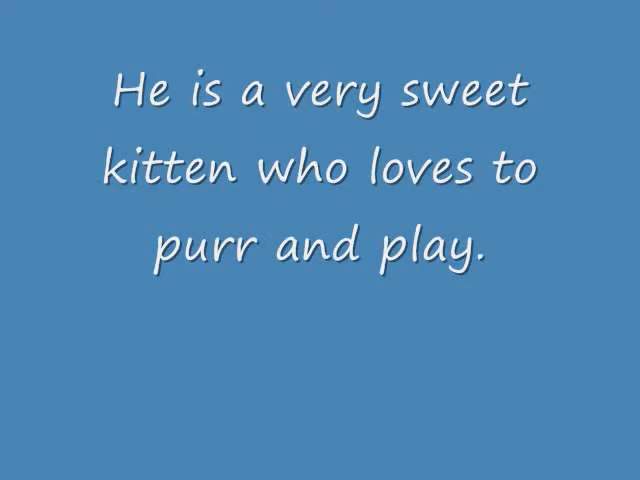 He is a very sweet
kitten who loves to
purr and play.